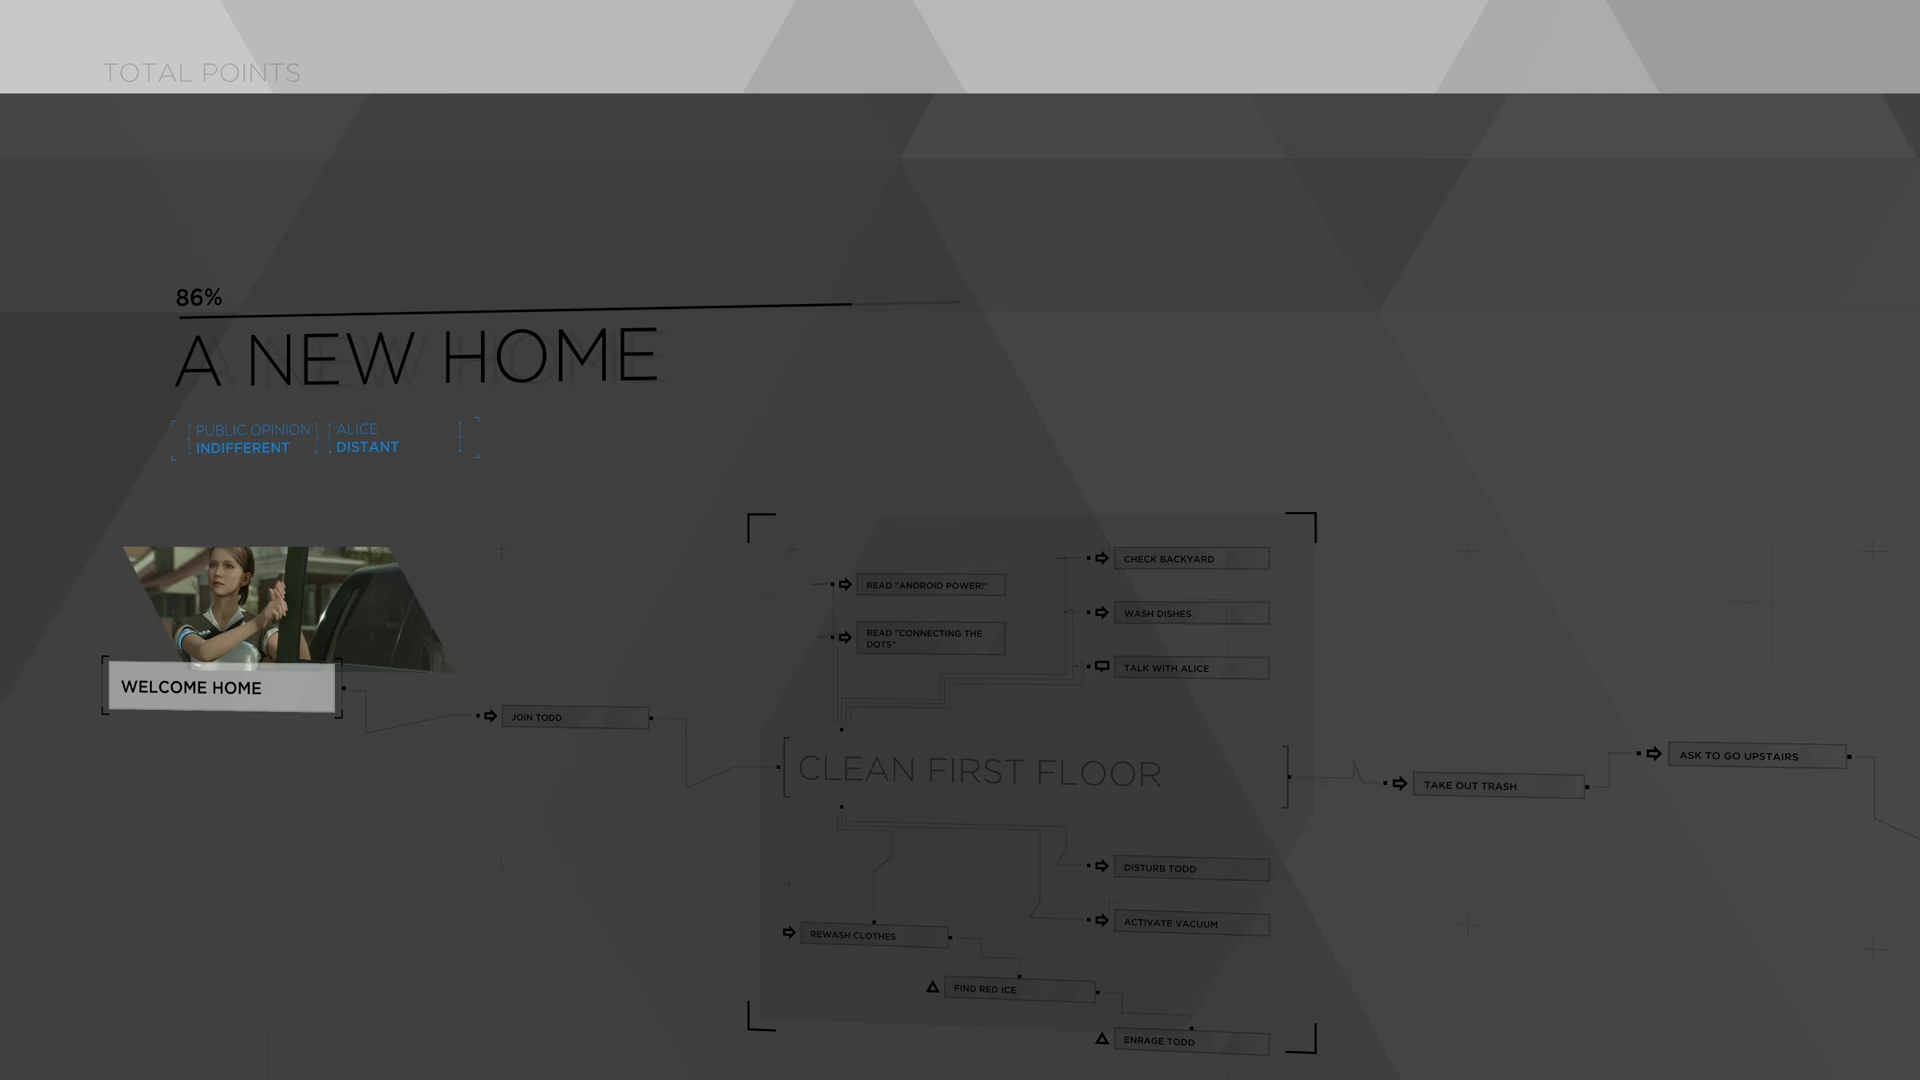 TOTAL POINTS
86%
A NEW HOME
PUBLIC OPINION
INDIFFERENT
ALICE
DISTANT
WELCOME HOME
JOIN TODD
READ "ANDROID POWER!"
READ "CONNECTING THE
DOTS"
CHECK BACKYARD
WASH DISHES
TALK WITH ALICE
CLEAN FIRST FLOOR
DISTURB TODD
ACTIVATE VACUUM
REWASH CLOTHES
FIND RED ICE
ENRAGE TODD
TAKE OUT TRASH
ASK TO GO UPSTAIRS